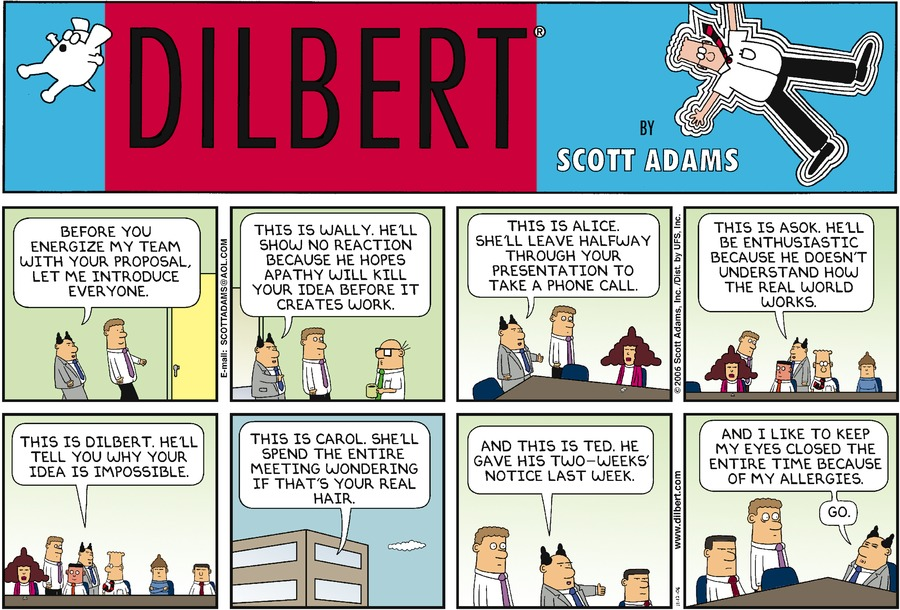 DILBERT®
BY
SCOTT ADAMS
BEFORE YOU
ENERGIZE MY TEAM
WITH YOUR PROPOSAL,
LET ME INTRODUCE
EVERYONE.
E-mail: SCOTTADAMS@AOL.COM
THIS IS WALLY. HE'LL
SHOW NO REACTION
BECAUSE HE HOPES
APATHY WILL KILL
YOUR IDEA BEFORE IT
CREATES WORK.
THIS IS ALICE.
SHE'LL LEAVE HALFWAY
THROUGH YOUR
PRESENTATION TO
TAKE A PHONE CALL.
© 2006 Scott Adams, Inc./Dist. by UFS, Inc.
THIS IS ASOK. HE'LL
BE ENTHUSIASTIC
BECAUSE HE DOESN'T
UNDERSTAND HOW
THE REAL WORLD
WORKS.
THIS IS DILBERT. HE'LL
TELL YOU WHY YOUR
IDEA IS IMPOSSIBLE.
THIS IS CAROL. SHE'LL
SPEND THE ENTIRE
MEETING WONDERING
IF THAT'S YOUR REAL
HAIR.
AND THIS IS TED. HE
GAVE HIS TWO-WEEKS'
NOTICE LAST WEEK.
www.dilbert.com
11-12-06
AND I LIKE TO KEEP
MY EYES CLOSED THE
ENTIRE TIME BECAUSE
OF MY ALLERGIES.
GO.